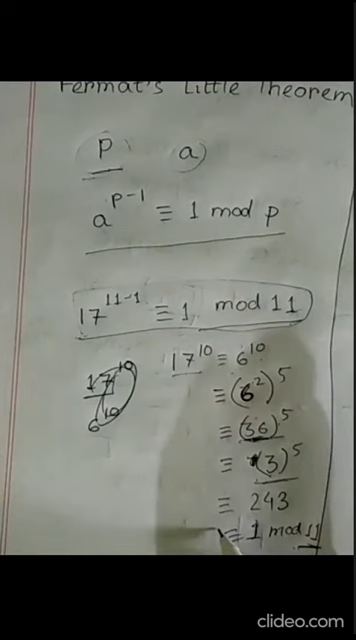 Fermat's Little Theorem
p a
a^{p-1} ≡ 1 mod p
17^{11-1} ≡ 1 mod 11
17^{10} 17^{10} ≡ 6^{10}
6^{10} ≡ (6^2)^5
≡ (36)^5
≡ (3)^5
≡ 243
≡ 1 mod 11
clideo.com